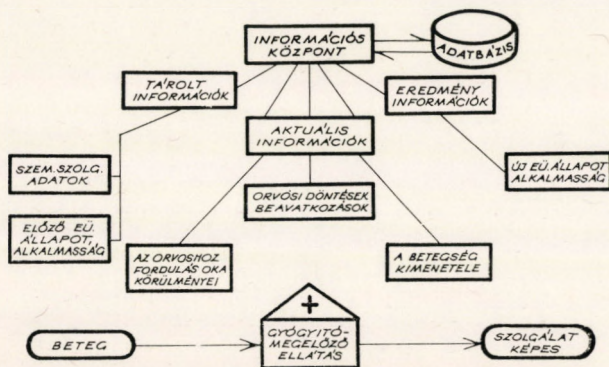 INFORMÁCIÓS
KÖZPONT
ADATBÁZIS
TÁROLT
INFORMÁCIÓK
EREDMÉNY
INFORMÁCIÓK
AKTUÁLIS
INFORMÁCIÓK
SZEM. SZOLG.
ADATOK
ÚJ EÜ. ÁLLAPOT
ALKALMASSÁG
ORVOSI DÖNTÉSEK
BEAVATKOZÁSOK
ELŐZŐ EÜ.
ÁLLAPOT,
ALKALMASSÁG
AZ ORVOSHOZ
FORDULÁS OKA
KÖRÜLMÉNYEI
A BETEGSÉG
KIMENETELE
BETEG
GYÓGYÍTÓ-
MEGELŐZŐ
ELLÁTÁS
SZOLGÁLAT
KÉPES